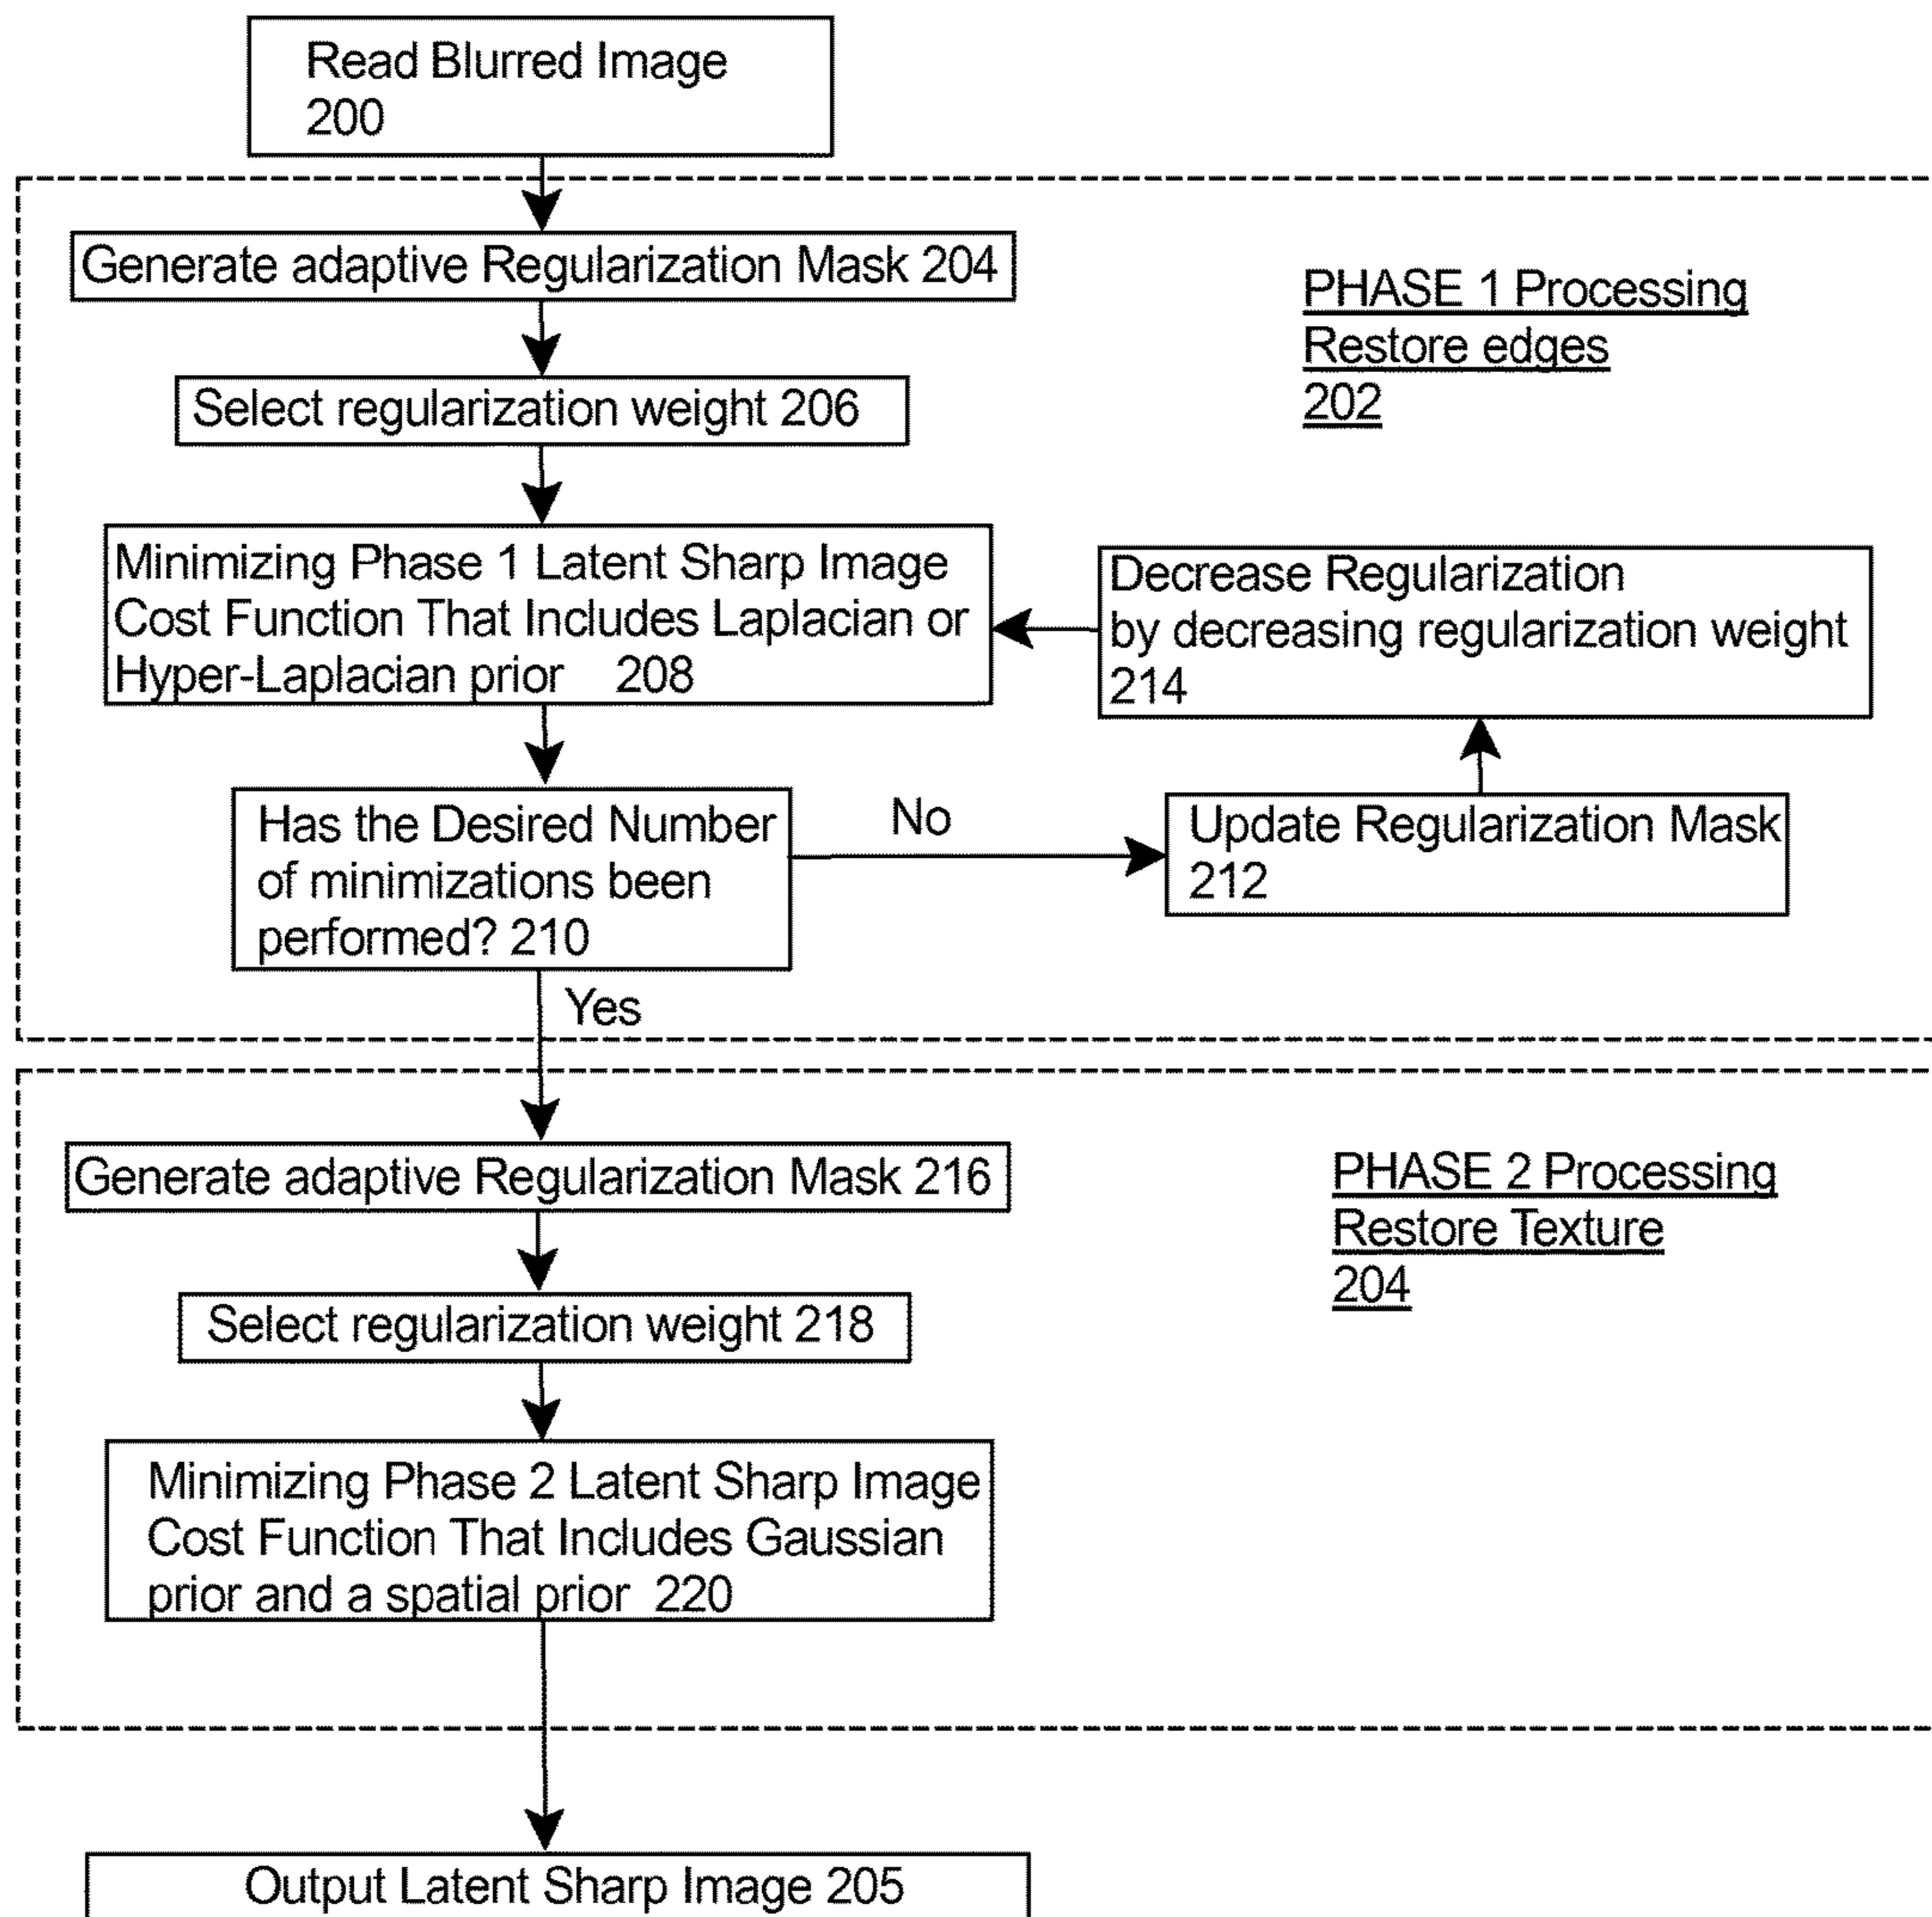 Read Blurred Image
200
Generate adaptive Regularization Mask 204
PHASE 1 Processing
Restore edges
202
Select regularization weight 206
Minimizing Phase 1 Latent Sharp Image
Cost Function That Includes Laplacian or
Hyper-Laplacian prior 208
Decrease Regularization
by decreasing regularization weight
214
Has the Desired Number
of minimizations been
performed? 210
No
Update Regularization Mask
212
Yes
Generate adaptive Regularization Mask 216
PHASE 2 Processing
Restore Texture
204
Select regularization weight 218
Minimizing Phase 2 Latent Sharp Image
Cost Function That Includes Gaussian
prior and a spatial prior 220
Output Latent Sharp Image 205